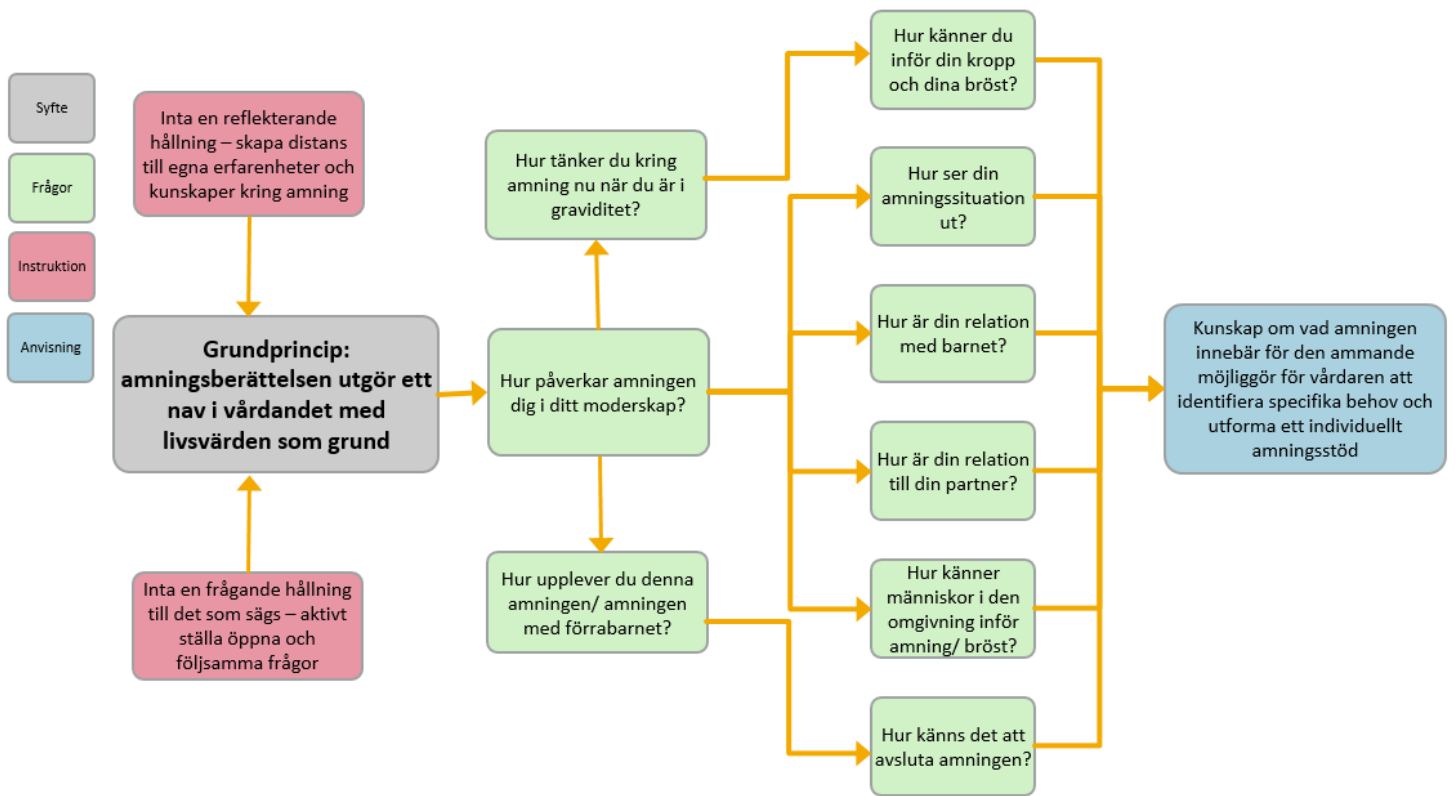 Syfte
Frågor
Instruktion
Anvisning
Inta en reflekterande
hållning – skapa distans
till egna erfarenheter och
kunskaper kring amning
Grundprincip:
amningsberättelsen utgör ett
nav i vårdandet med
livsvärden som grund
Inta en frågande hållning
till det som sägs – aktivt
ställa öppna och
följsamma frågor
Hur tänker du kring
amning nu när du är i
graviditet?
Hur påverkar amningen
dig i ditt moderskap?
Hur upplever du denna
amningen/ amningen
med förrabarnet?
Hur känner du
inför din kropp
och dina bröst?
Hur ser din
amningssituation
ut?
Hur är din relation
med barnet?
Hur är din relation
till din partner?
Hur känner
människor i den
omgivning inför
amning/ bröst?
Hur känns det att
avsluta amningen?
Kunskap om vad amningen
innebär för den ammande
möjliggör för vårdaren att
identifiera specifika behov och
utforma ett individuellt
amningsstöd